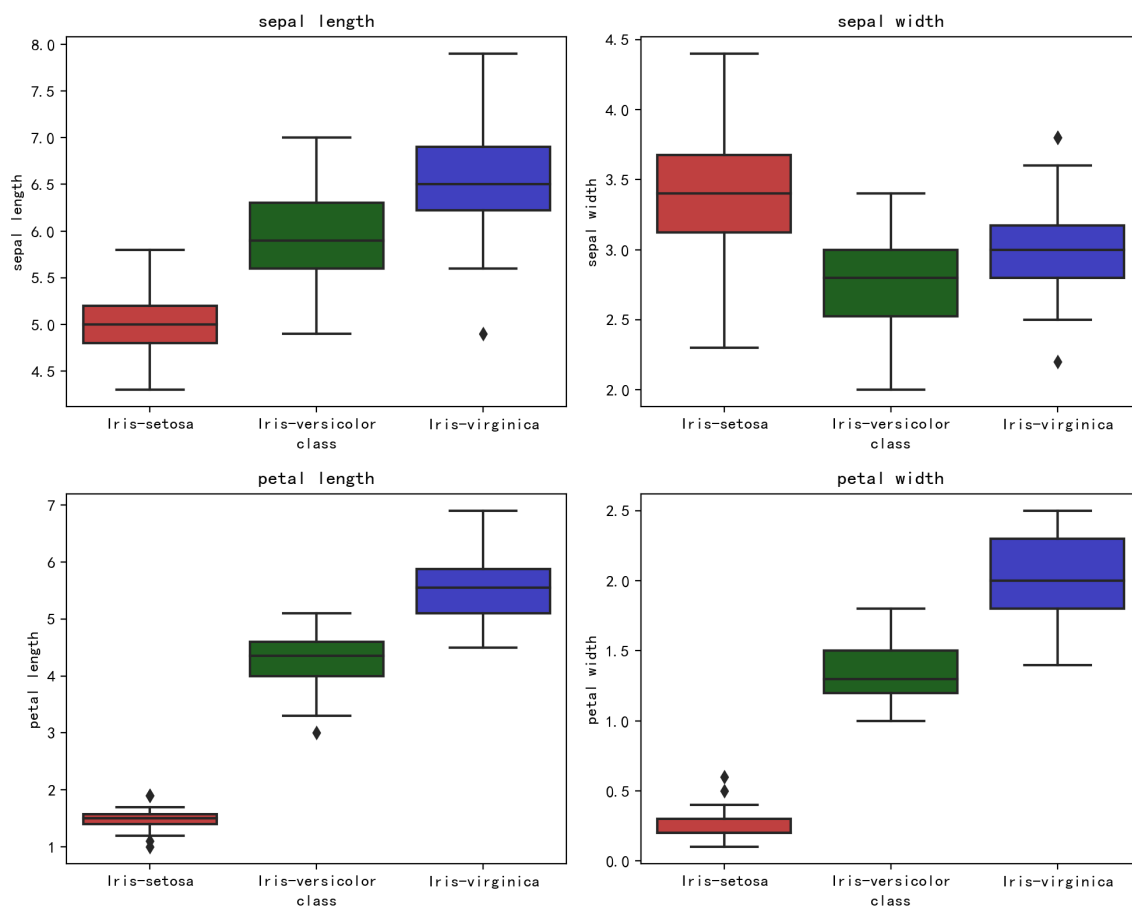 sepal length
8.0
7.5
7.0
6.5
6.0
5.5
5.0
4.5
sepal length
Iris-setosa Iris-versicolor Iris-virginica
class
sepal width
4.5
4.0
3.5
3.0
2.5
2.0
sepal width
Iris-setosa Iris-versicolor Iris-virginica
class
petal length
7
6
5
4
3
2
1
petal length
Iris-setosa Iris-versicolor Iris-virginica
class
petal width
2.5
2.0
1.5
1.0
0.5
0.0
petal width
Iris-setosa Iris-versicolor Iris-virginica
class